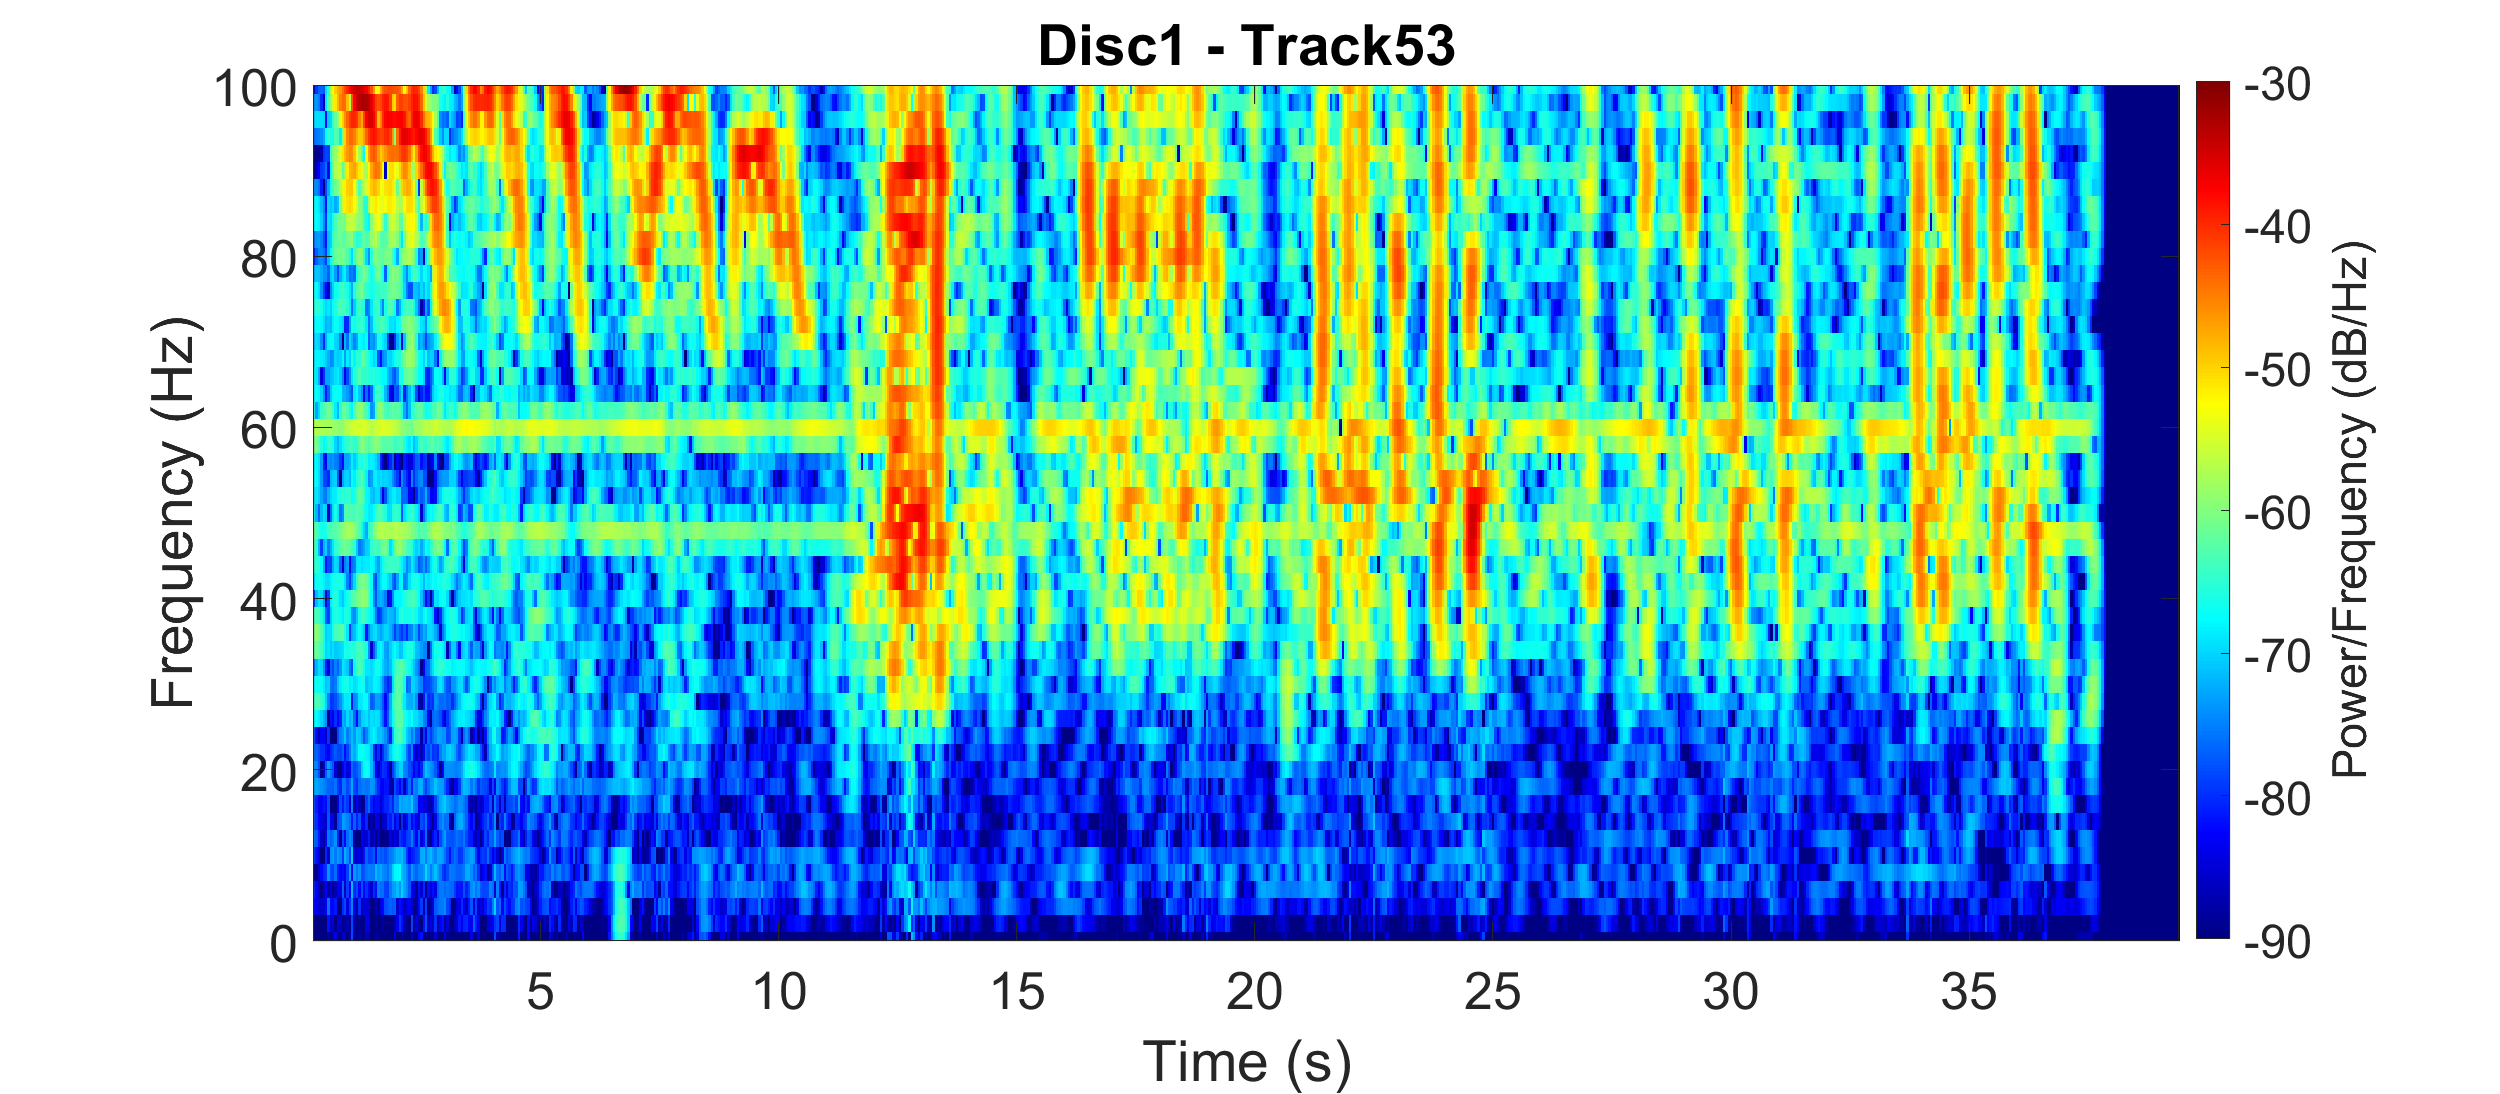 Disc1 - Track53
100
80
60
40
20
0
Frequency (Hz)
5 10 15 20 25 30 35
Time (s)
-30
-40
-50
-60
-70
-80
-90
Power/Frequency (dB/Hz)